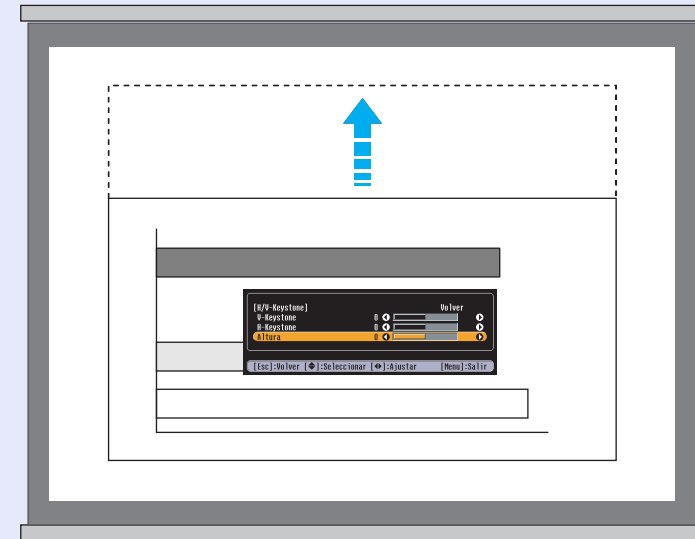 [H/V-Keystone] Volver
V-Keystone 0
H-Keystone 0
Altura 0
[Esc]:Volver [◆]:Seleccionar [◆]:Ajustar [Menu]:Salir